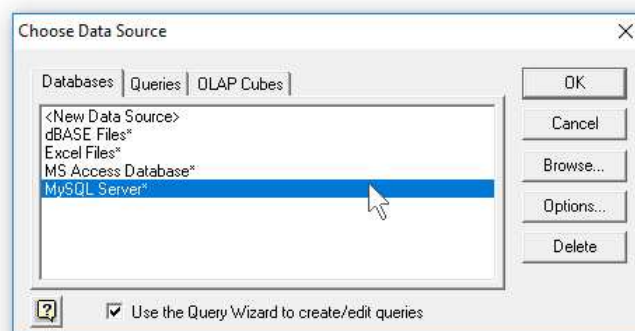 Choose Data Source
Databases Queries OLAP Cubes
<New Data Source>
dBASE Files*
Excel Files*
MS Access Database*
MySQL Server*
OK
Cancel
Browse...
Options...
Delete
Use the Query Wizard to create/edit queries